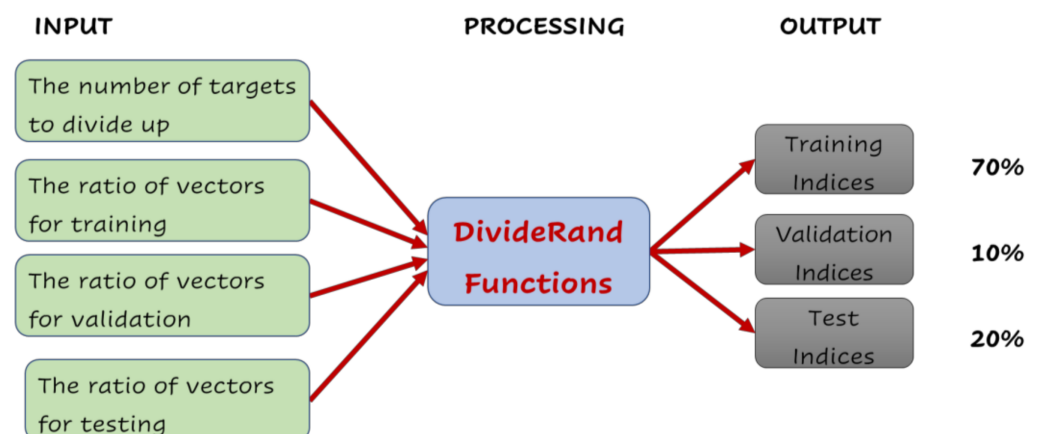 INPUT
PROCESSING
OUTPUT
The number of targets
to divide up
The ratio of vectors
for training
The ratio of vectors
for validation
The ratio of vectors
for testing
DivideRand
Functions
Training
Indices
70%
Validation
Indices
10%
Test
Indices
20%